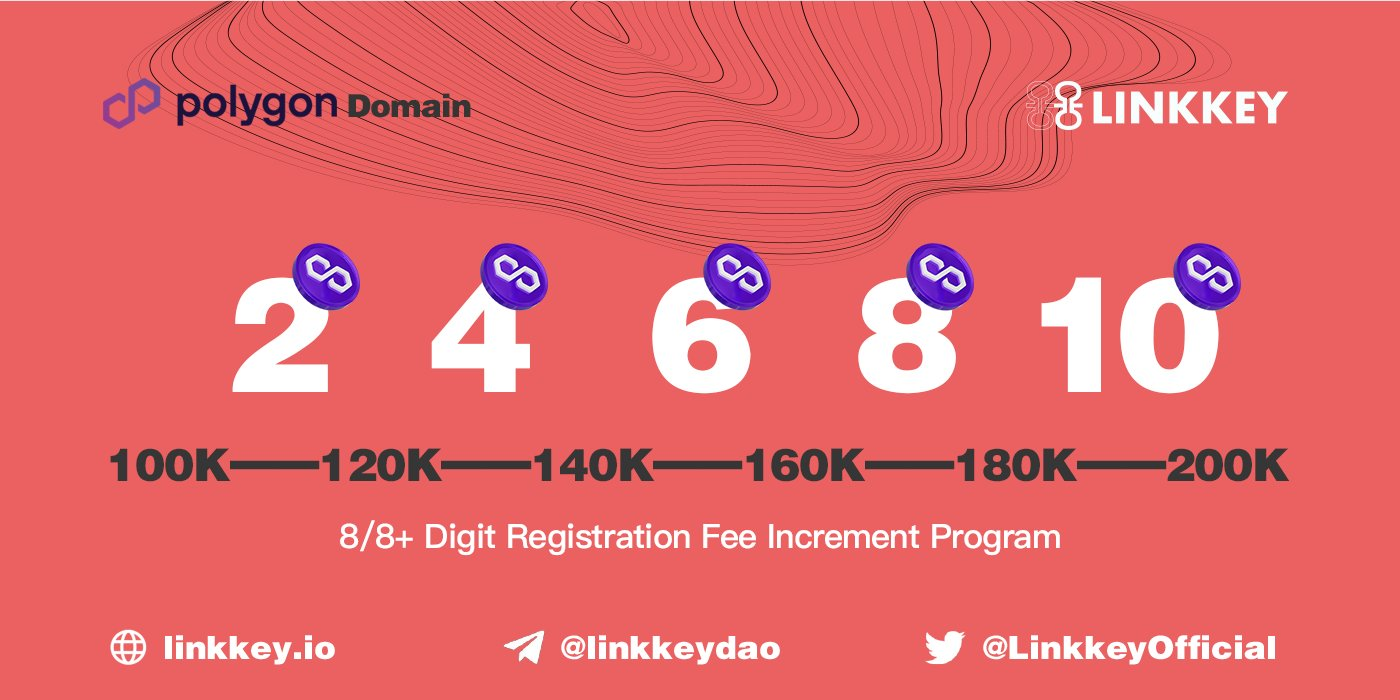 polygon Domain
LINKKEY
2 4 6 8 10
100K—120K—140K—160K—180K—200K
8/8+ Digit Registration Fee Increment Program
linkkey.io
@linkkeydao
@LinkkeyOfficial